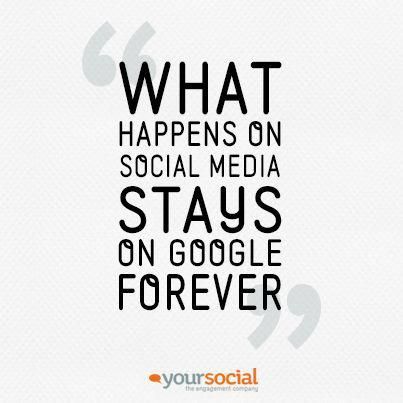 “
WHAT
HAPPENS ON
SOCIAL MEDIA
STAYS
ON GOOGLE
FOREVER
”
yoursocial
the engagement company